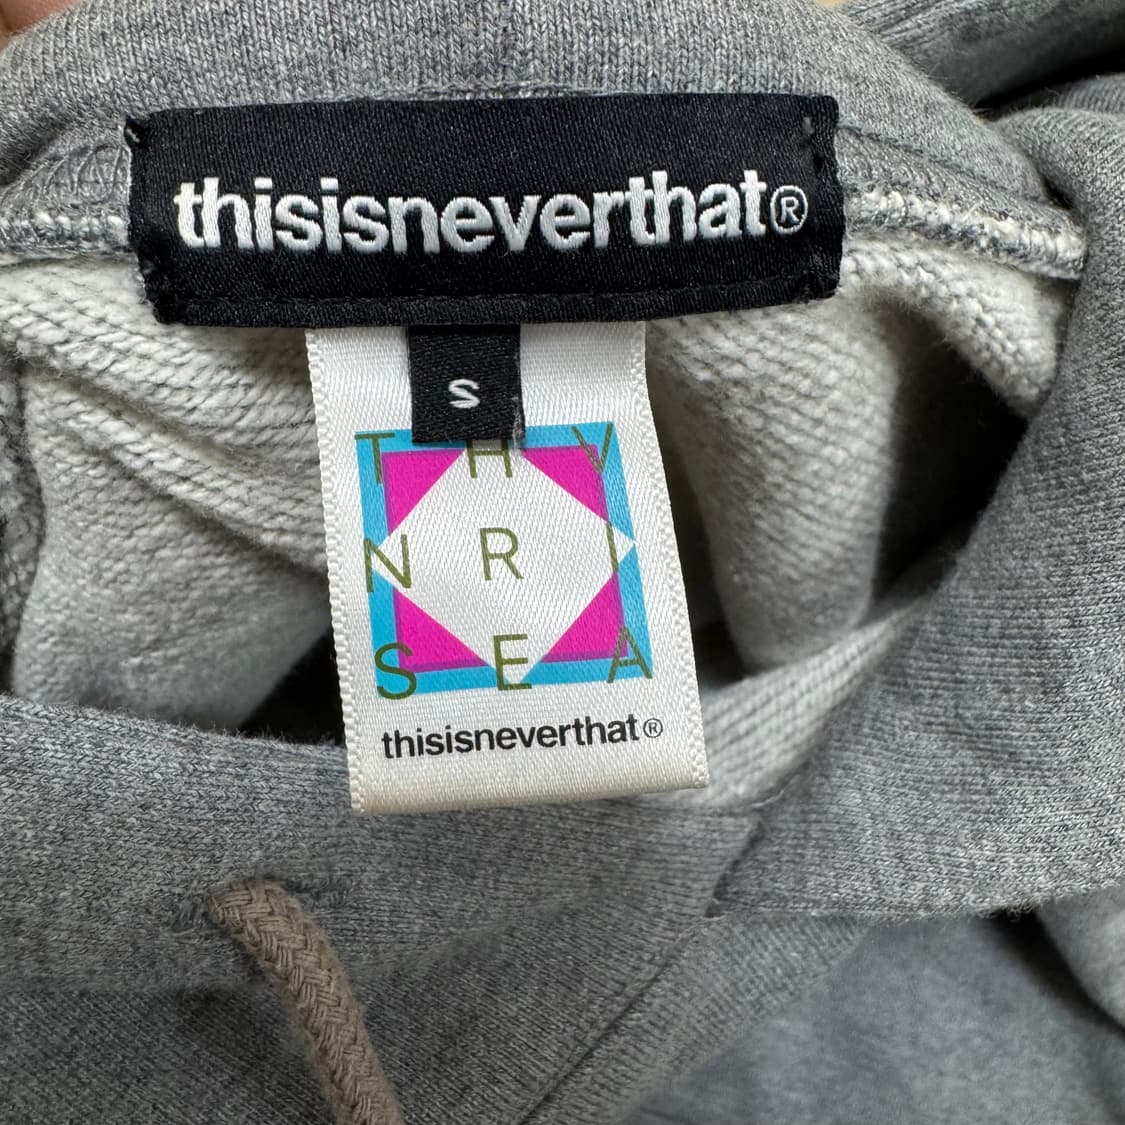 thisisneverthat®
S
T H V
N R I
S E A
thisisneverthat®